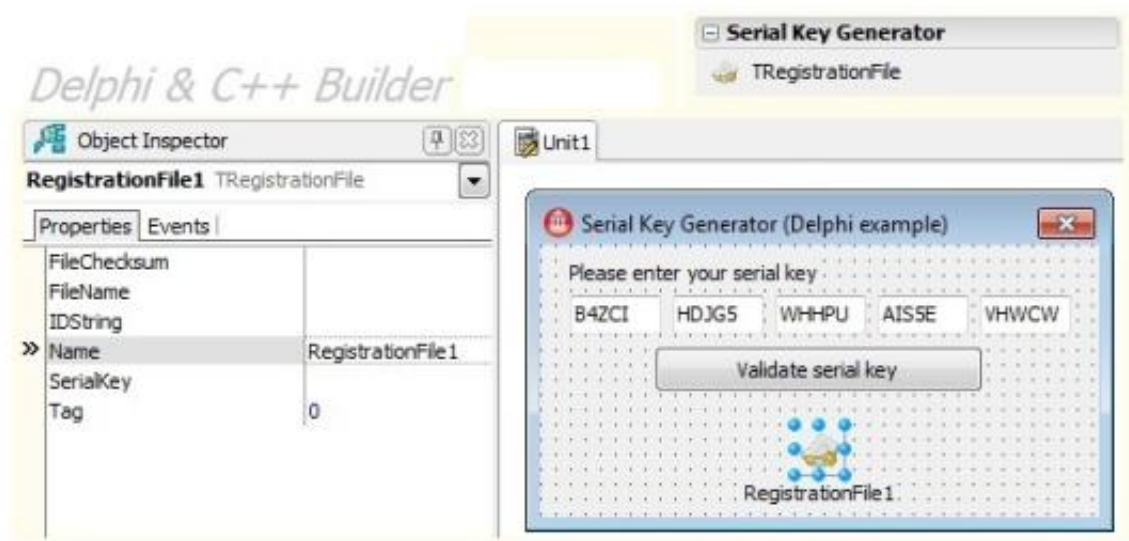 Serial Key Generator
TRegistrationFile
Delphi & C++ Builder
Object Inspector
RegistrationFile1 TRegistrationFile
Properties Events
FileChecksum
FileName
IDString
Name RegistrationFile1
SerialKey
Tag 0
Unit1
Serial Key Generator (Delphi example)
Please enter your serial key
B4ZCI HDJG5 WHHPU AIS5E VHWCW
Validate serial key
RegistrationFile1